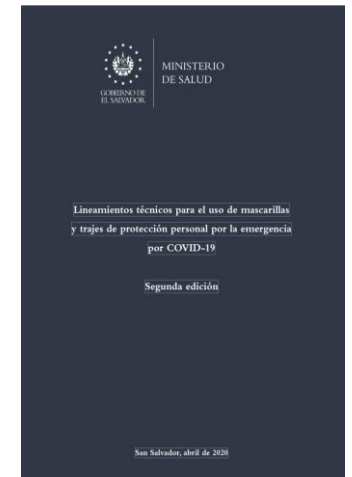 MINISTERIO
DE SALUD
GOBIERNO DE
EL SALVADOR
Lineamientos técnicos para el uso de mascarillas
y trajes de protección personal por la emergencia
por COVID-19
Segunda edición
San Salvador, abril de 2020